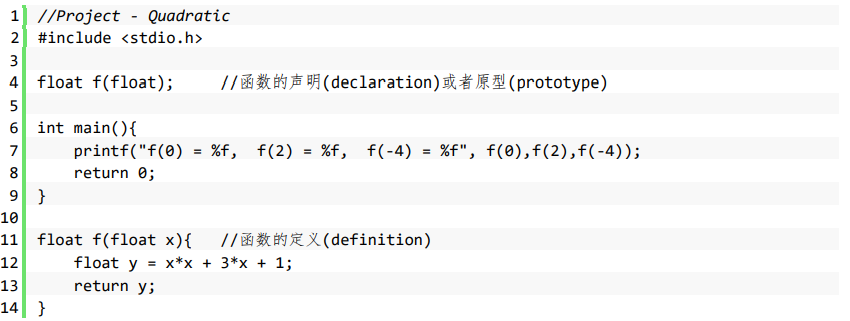 1 //Project - Quadratic
2 #include <stdio.h>
3
4 float f(float);     //函数的声明(declaration)或者原型(prototype)
5
6 int main(){
7     printf("f(0) = %f,  f(2) = %f,  f(-4) = %f", f(0),f(2),f(-4));
8     return 0;
9 }
10
11 float f(float x){   //函数的定义(definition)
12     float y = x*x + 3*x + 1;
13     return y;
14 }